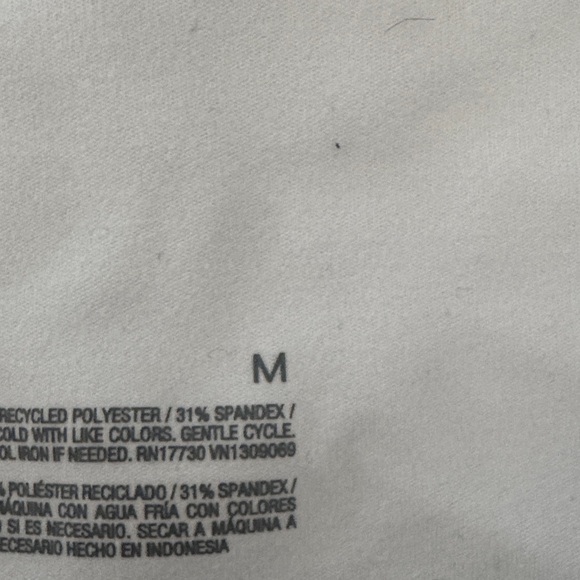 M
RECYCLED POLYESTER / 31% SPANDEX /
COLD WITH LIKE COLORS. GENTLE CYCLE.
IRON IF NEEDED. RN17730 VN1309069
% POLIÉSTER RECICLADO / 31% SPANDEX /
MÁQUINA CON AGUA FRÍA CON COLORES
SI ES NECESARIO. SECAR A MÁQUINA A
NECESARIO HECHO EN INDONESIA